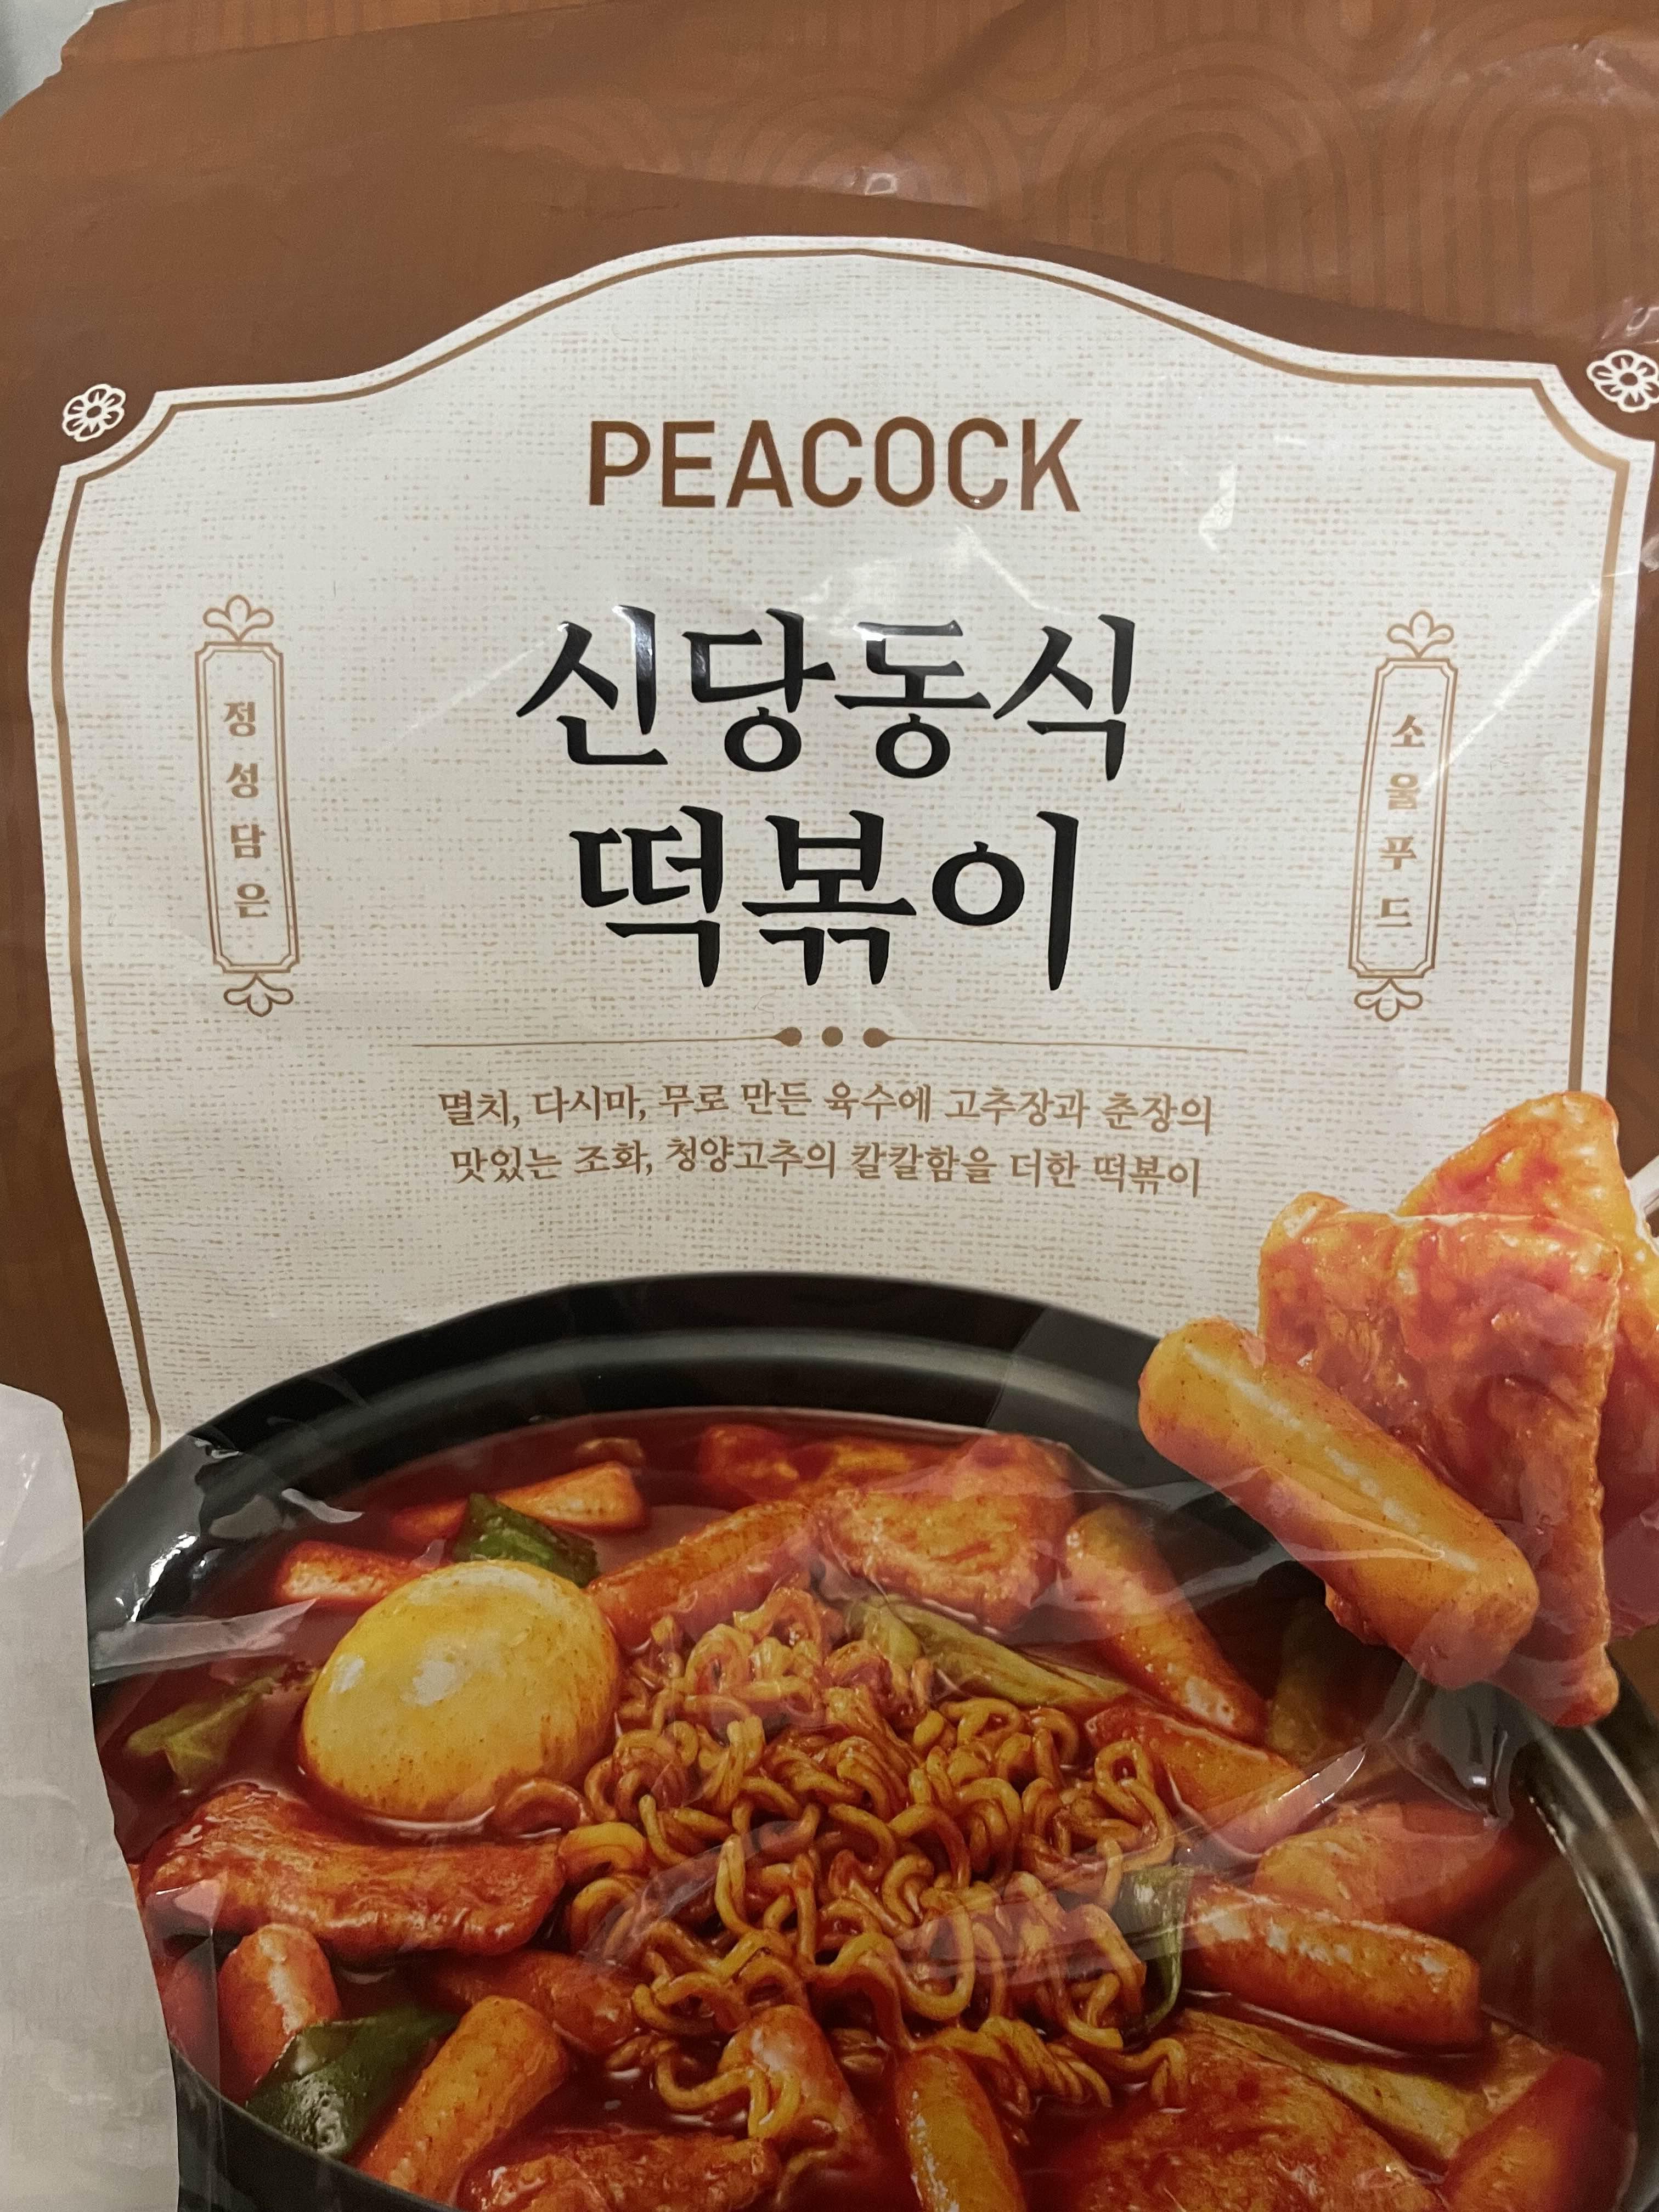 PEACOCK
신당동식
떡볶이
정성담은
소울푸드
멸치, 다시마, 무로 만든 육수에 고추장과 춘장의
맛있는 조화, 청양고추의 칼칼함을 더한 떡볶이